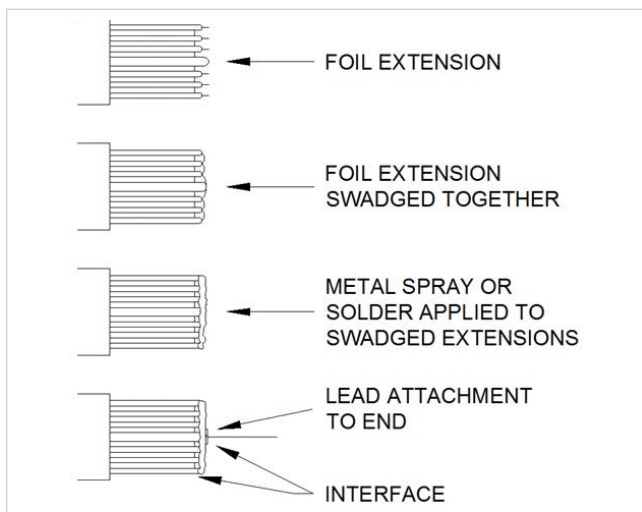 FOIL EXTENSION
FOIL EXTENSION
SWADGED TOGETHER
METAL SPRAY OR
SOLDER APPLIED TO
SWADGED EXTENSIONS
LEAD ATTACHMENT
TO END
INTERFACE